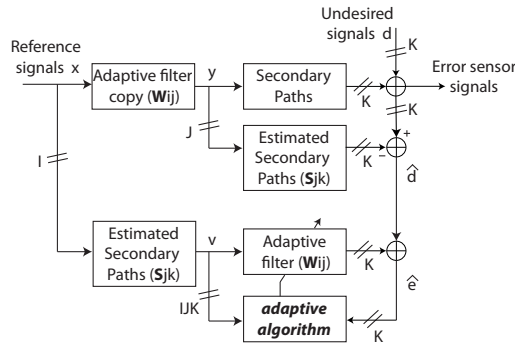 Undesired
signals d
K
Reference
signals x
Adaptive filter
copy (Wij)
y
Secondary
Paths
K
Error sensor
signals
K
J
I
Estimated
Secondary
Paths (Sjk)
K
+
−
d̂
Estimated
Secondary
Paths (Sjk)
v
Adaptive
filter (Wij)
K
IJK
ê
adaptive
algorithm
K